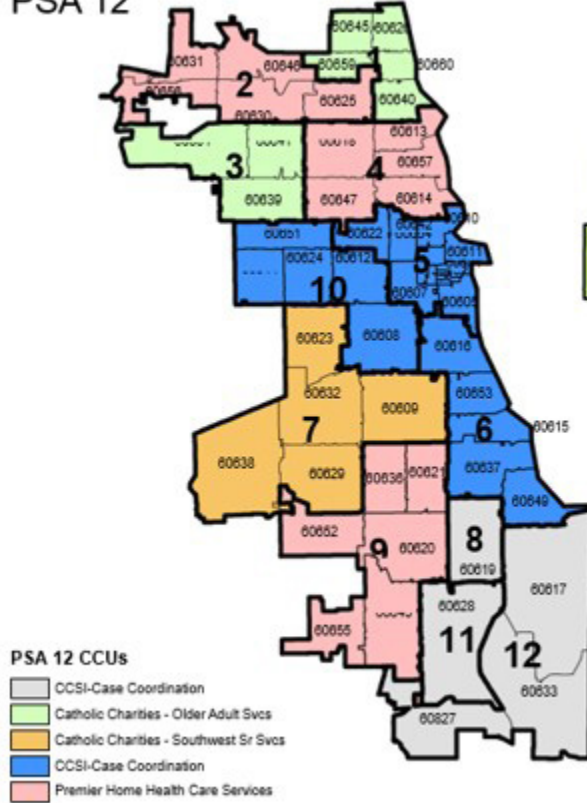 PSA 12
60645 60626
60631 1
60646 60659 60660
2
60656 60625 60640
60630
60613
60657
3 4
60639 60647 60614
60651 60622
60624 60612 5 60611
10 60607 60605
60623 60608 60616
60632 60609 60653
7 6 60615
60638 60629 60636 60621 60637
60649
60652 8
9 60620 60619 60617
60628
60655 11 12
60633
60827
PSA 12 CCUs
CCSI-Case Coordination
Catholic Charities - Older Adult Svcs
Catholic Charities - Southwest Sr Svcs
CCSI-Case Coordination
Premier Home Health Care Services